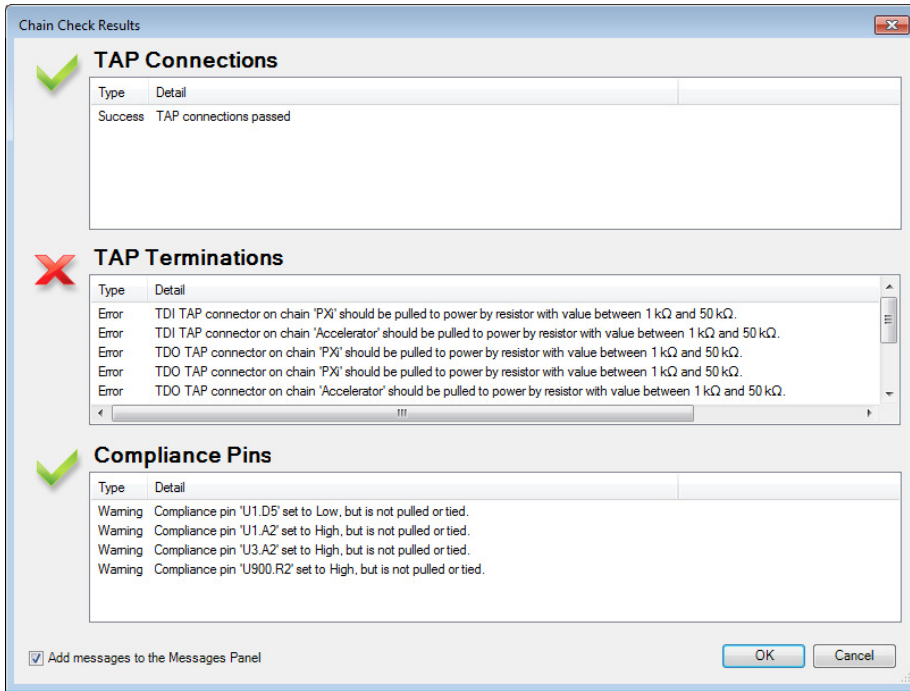 Chain Check Results
TAP Connections
Type Detail
Success TAP connections passed
TAP Terminations
Type Detail
Error TDI TAP connector on chain 'PXi' should be pulled to power by resistor with value between 1 kΩ and 50 kΩ.
Error TDI TAP connector on chain 'Accelerator' should be pulled to power by resistor with value between 1 kΩ and 50 kΩ.
Error TDO TAP connector on chain 'PXi' should be pulled to power by resistor with value between 1 kΩ and 50 kΩ.
Error TDO TAP connector on chain 'PXi' should be pulled to power by resistor with value between 1 kΩ and 50 kΩ.
Error TDO TAP connector on chain 'Accelerator' should be pulled to power by resistor with value between 1 kΩ and 50 kΩ.
Compliance Pins
Type Detail
Warning Compliance pin 'U1.D5' set to Low, but is not pulled or tied.
Warning Compliance pin 'U1.A2' set to High, but is not pulled or tied.
Warning Compliance pin 'U3.A2' set to High, but is not pulled or tied.
Warning Compliance pin 'U900.R2' set to High, but is not pulled or tied.
Add messages to the Messages Panel
OK Cancel